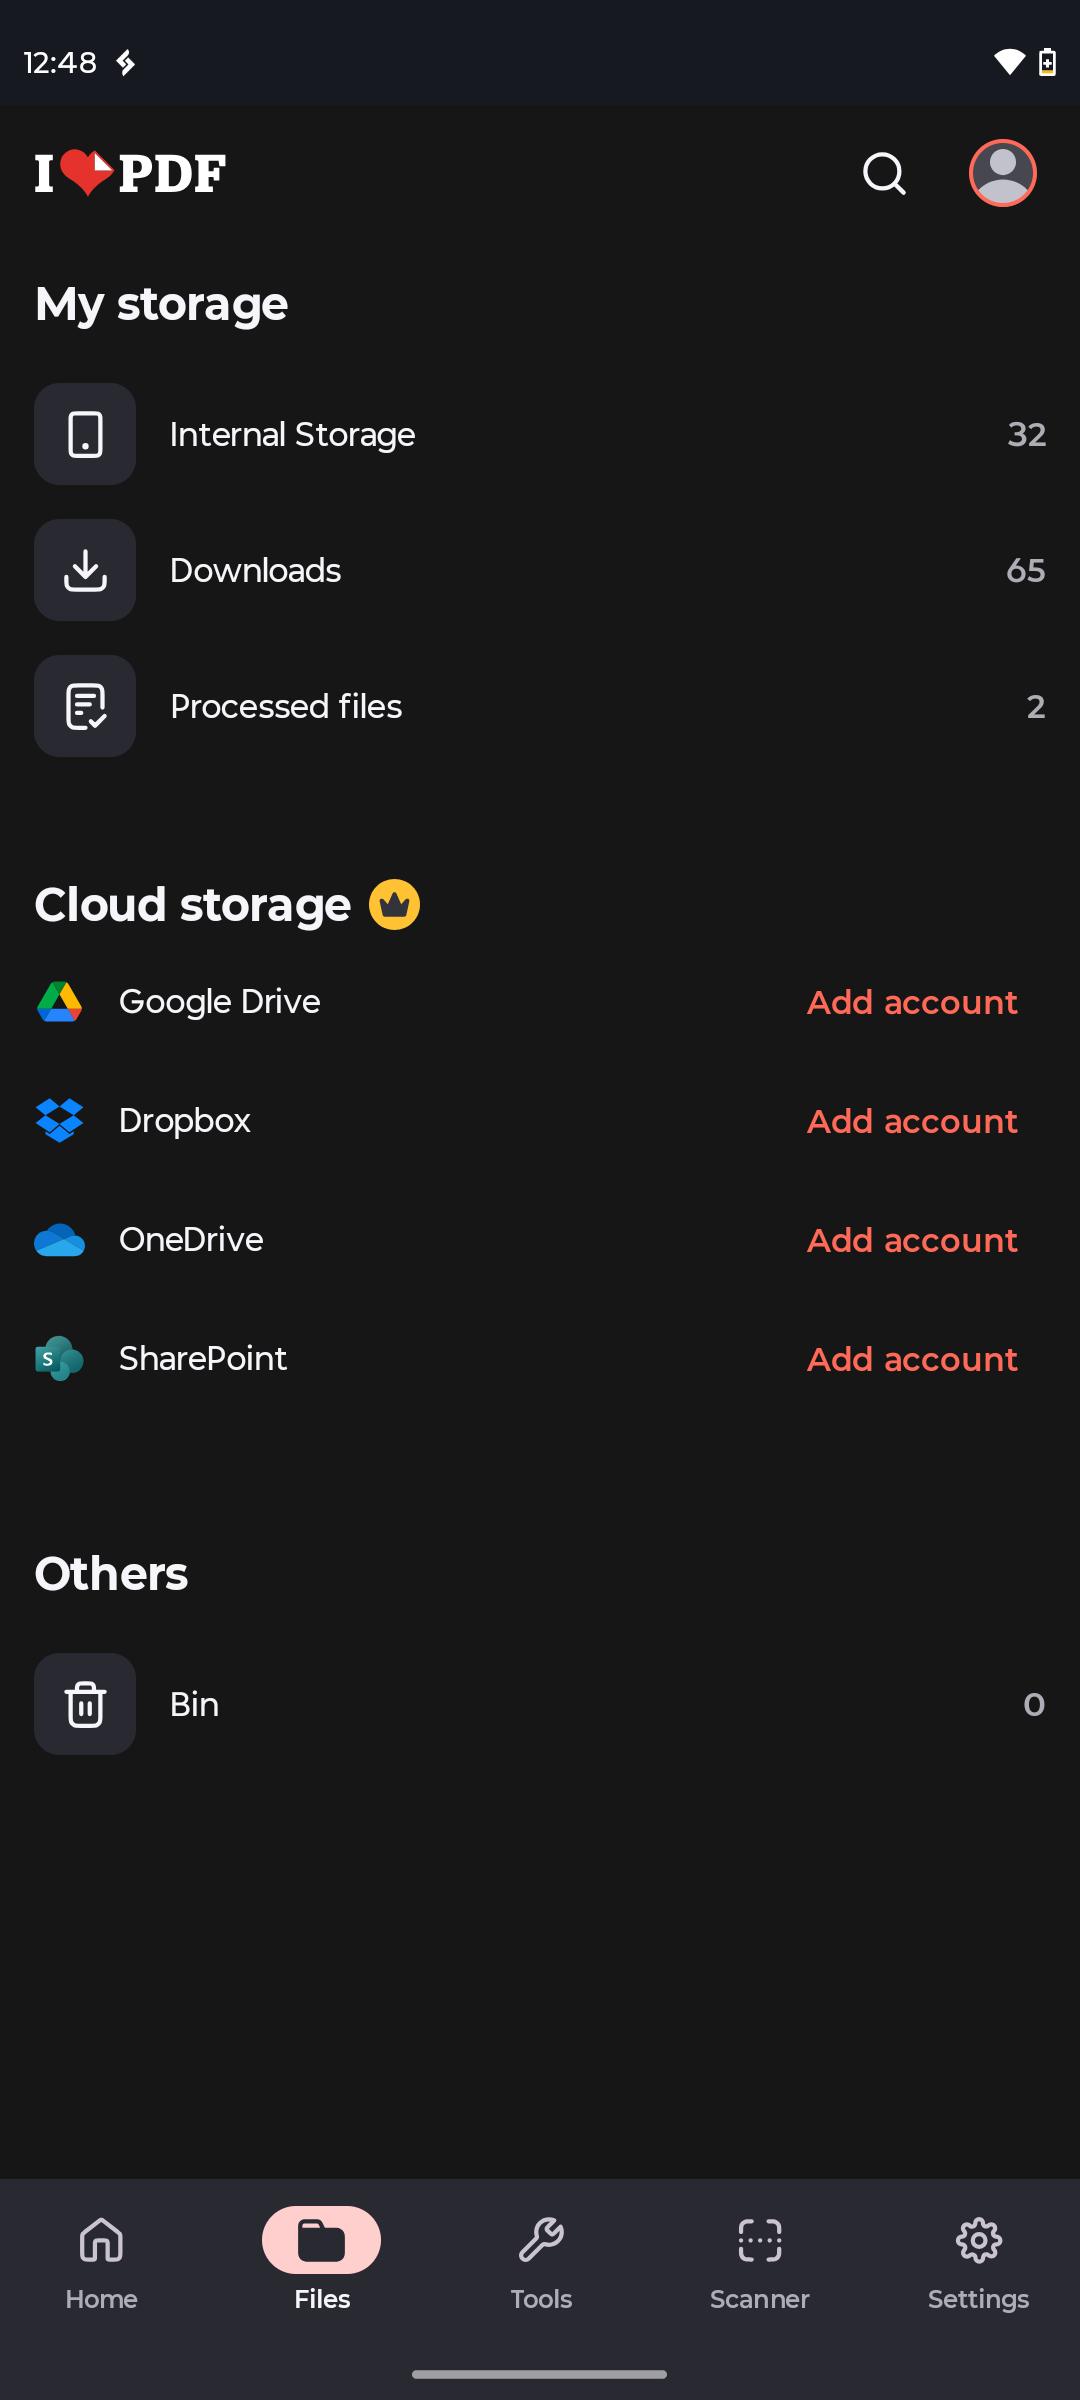 12:48
I PDF
My storage
Internal Storage 32
Downloads 65
Processed files 2
Cloud storage
Google Drive Add account
Dropbox Add account
OneDrive Add account
S SharePoint Add account
Others
Bin 0
Home Files Tools Scanner Settings